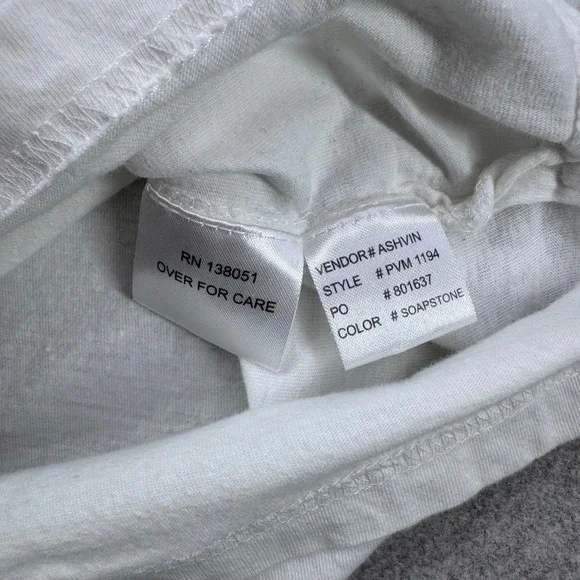 RN 138051
OVER FOR CARE
VENDOR# ASHVIN
STYLE # PVM 1194
PO # 801637
COLOR # SOAPSTONE